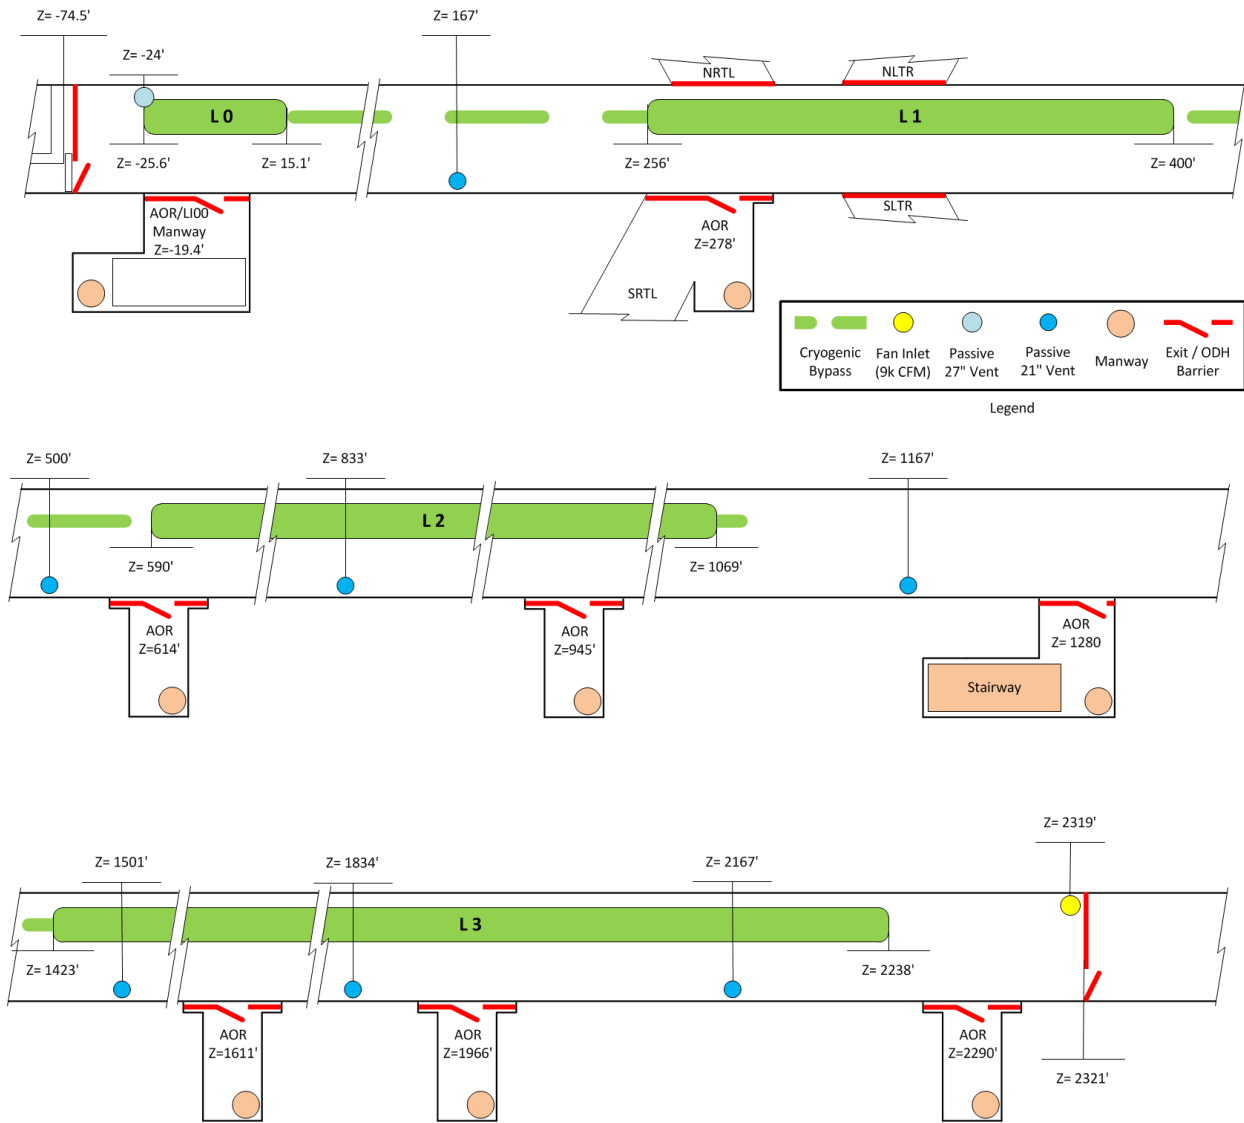 Z= -74.5'
Z= 167'
Z= -24'
NRTL
NLTR
L 0
L 1
Z= -25.6'
Z= 15.1'
Z= 256'
Z= 400'
AOR/LI00
Manway
Z=-19.4'
AOR
Z=278'
SLTR
SRTL
Cryogenic
Bypass
Fan Inlet
(9k CFM)
Passive
27" Vent
Passive
21" Vent
Manway
Exit / ODH
Barrier
Legend
Z= 500'
Z= 833'
Z= 1167'
L 2
Z= 590'
Z= 1069'
AOR
Z=614'
AOR
Z=945'
AOR
Z= 1280
Stairway
Z= 2319'
Z= 1501'
Z= 1834'
Z= 2167'
L 3
Z= 1423'
Z= 2238'
AOR
Z=1611'
AOR
Z=1966'
AOR
Z=2290'
Z= 2321'